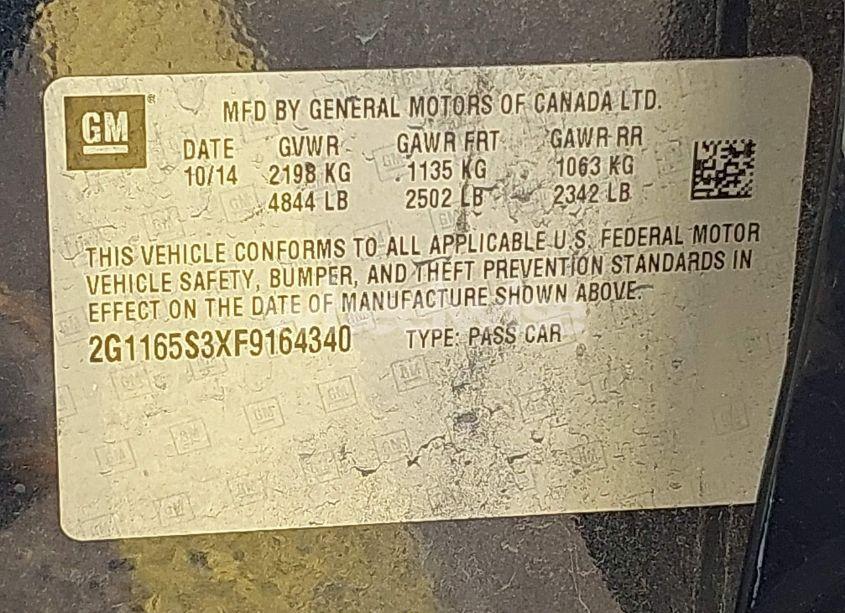 GM
MFD BY GENERAL MOTORS OF CANADA LTD.
DATE GVWR GAWR FRT GAWR RR
10/14 2198 KG 1135 KG 1063 KG
4844 LB 2502 LB 2342 LB
THIS VEHICLE CONFORMS TO ALL APPLICABLE U.S. FEDERAL MOTOR
VEHICLE SAFETY, BUMPER, AND THEFT PREVENTION STANDARDS IN
EFFECT ON THE DATE OF MANUFACTURE SHOWN ABOVE.
2G1165S3XF9164340 TYPE: PASS CAR